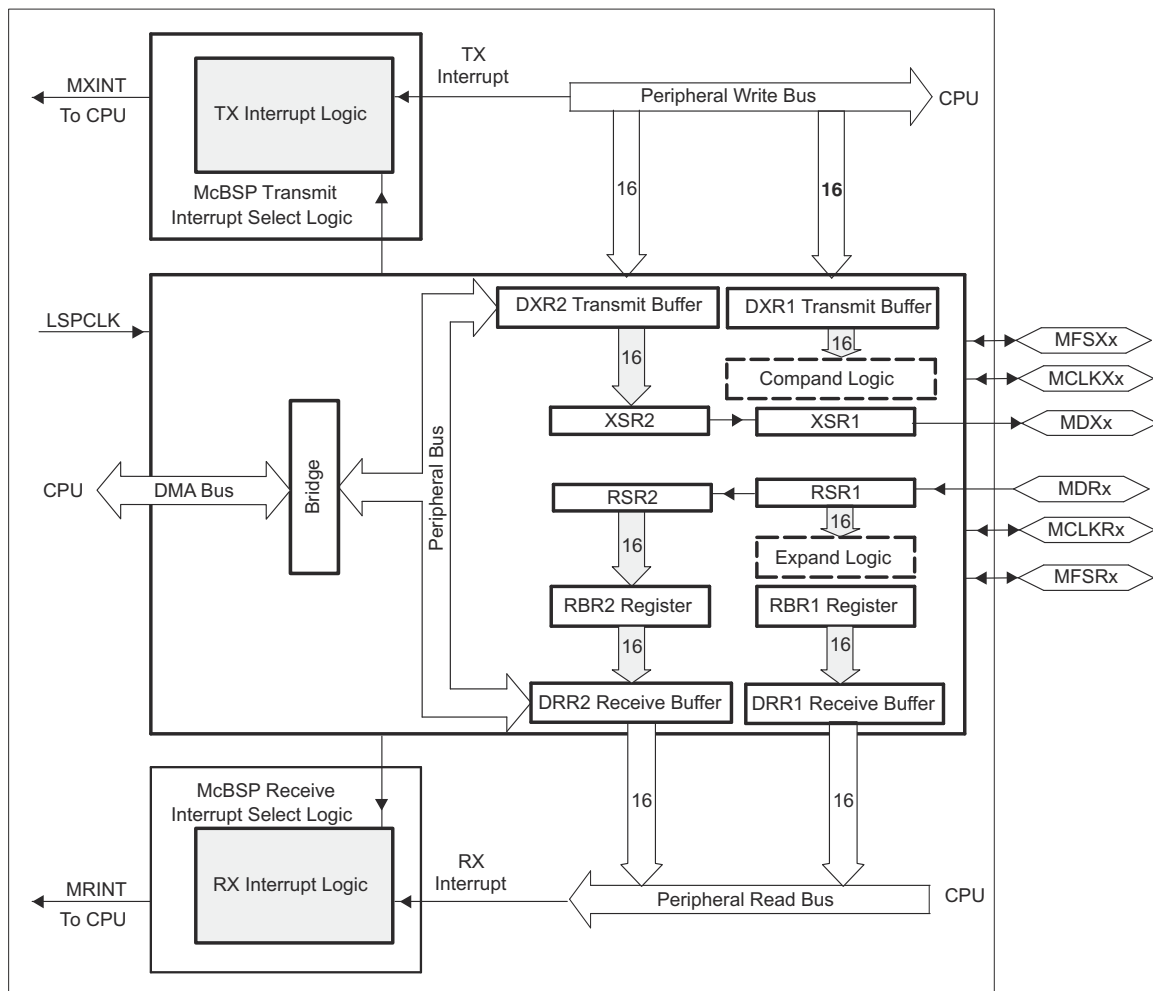 TX
Interrupt
MXINT
To CPU
TX Interrupt Logic
Peripheral Write Bus
CPU
McBSP Transmit
Interrupt Select Logic
16
16
DXR2 Transmit Buffer
DXR1 Transmit Buffer
LSPCLK
16
16
MFSXx
Compand Logic
MCLKXx
XSR2
XSR1
MDXx
CPU
DMA Bus
Bridge
Peripheral Bus
RSR2
RSR1
MDRx
16
16
MCLKRx
Expand Logic
MFSRx
RBR2 Register
RBR1 Register
16
16
DRR2 Receive Buffer
DRR1 Receive Buffer
McBSP Receive
Interrupt Select Logic
16
16
RX
Interrupt
MRINT
To CPU
RX Interrupt Logic
Peripheral Read Bus
CPU